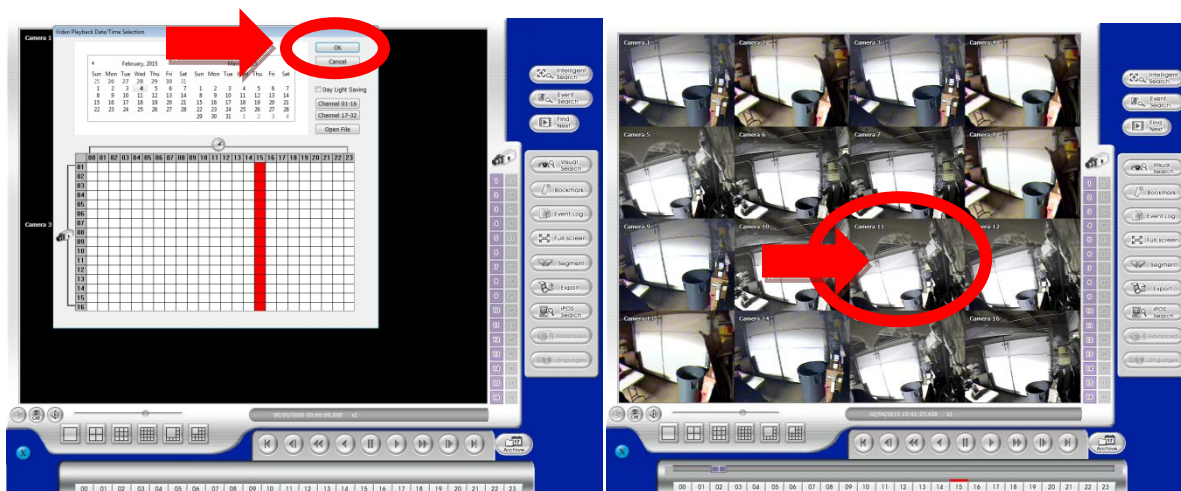 Camera 1
Video Playback Date/Time Selection
OK
Cancel
February, 2015
Sun Mon Tue Wed Thu Fri Sat Sun Mon Tue Wed Thu Fri Sat
25 26 27 28 29 30 31
1 2 3 4 5 6 7 1 2 3 4 5 6 7
8 9 10 11 12 13 14 8 9 10 11 12 13 14
15 16 17 18 19 20 21 15 16 17 18 19 20 21
22 23 24 25 26 27 28 22 23 24 25 26 27 28
29 30 31 1 2 3 4
Day Light Saving
Channel 01:16
Channel 17-32
Open File
00 01 02 03 04 05 06 07 08 09 10 11 12 13 14 15 16 17 18 19 20 21 22 23
01
02
03
04
05
06
07
08
09
10
11
12
13
14
15
16
Camera 3
Intelligent Search
Event Search
Find Next
Visual Search
Bookmark
Event Log
Full screen
Segment
Export
iPOS Search
Advanced
Languages
00/00/0000 00:00:00.000 x1
Archive
00 01 02 03 04 05 06 07 08 09 10 11 12 13 14 15 16 17 18 19 20 21 22 23
Camera 1
Camera 2
Camera 3
Camera 4
Camera 5
Camera 6
Camera 7
Camera 8
Camera 9
Camera 10
Camera 11
Camera 12
Camera 14
Camera 16
Intelligent Search
Event Search
Find Next
Visual Search
Bookmark
Event Log
Full screen
Segment
Export
iPOS Search
Advanced
Languages
02/04/2015 15:41:27.458 x1
Archive
00 01 02 03 04 05 06 07 08 09 10 11 12 13 14 15 16 17 18 19 20 21 22 23